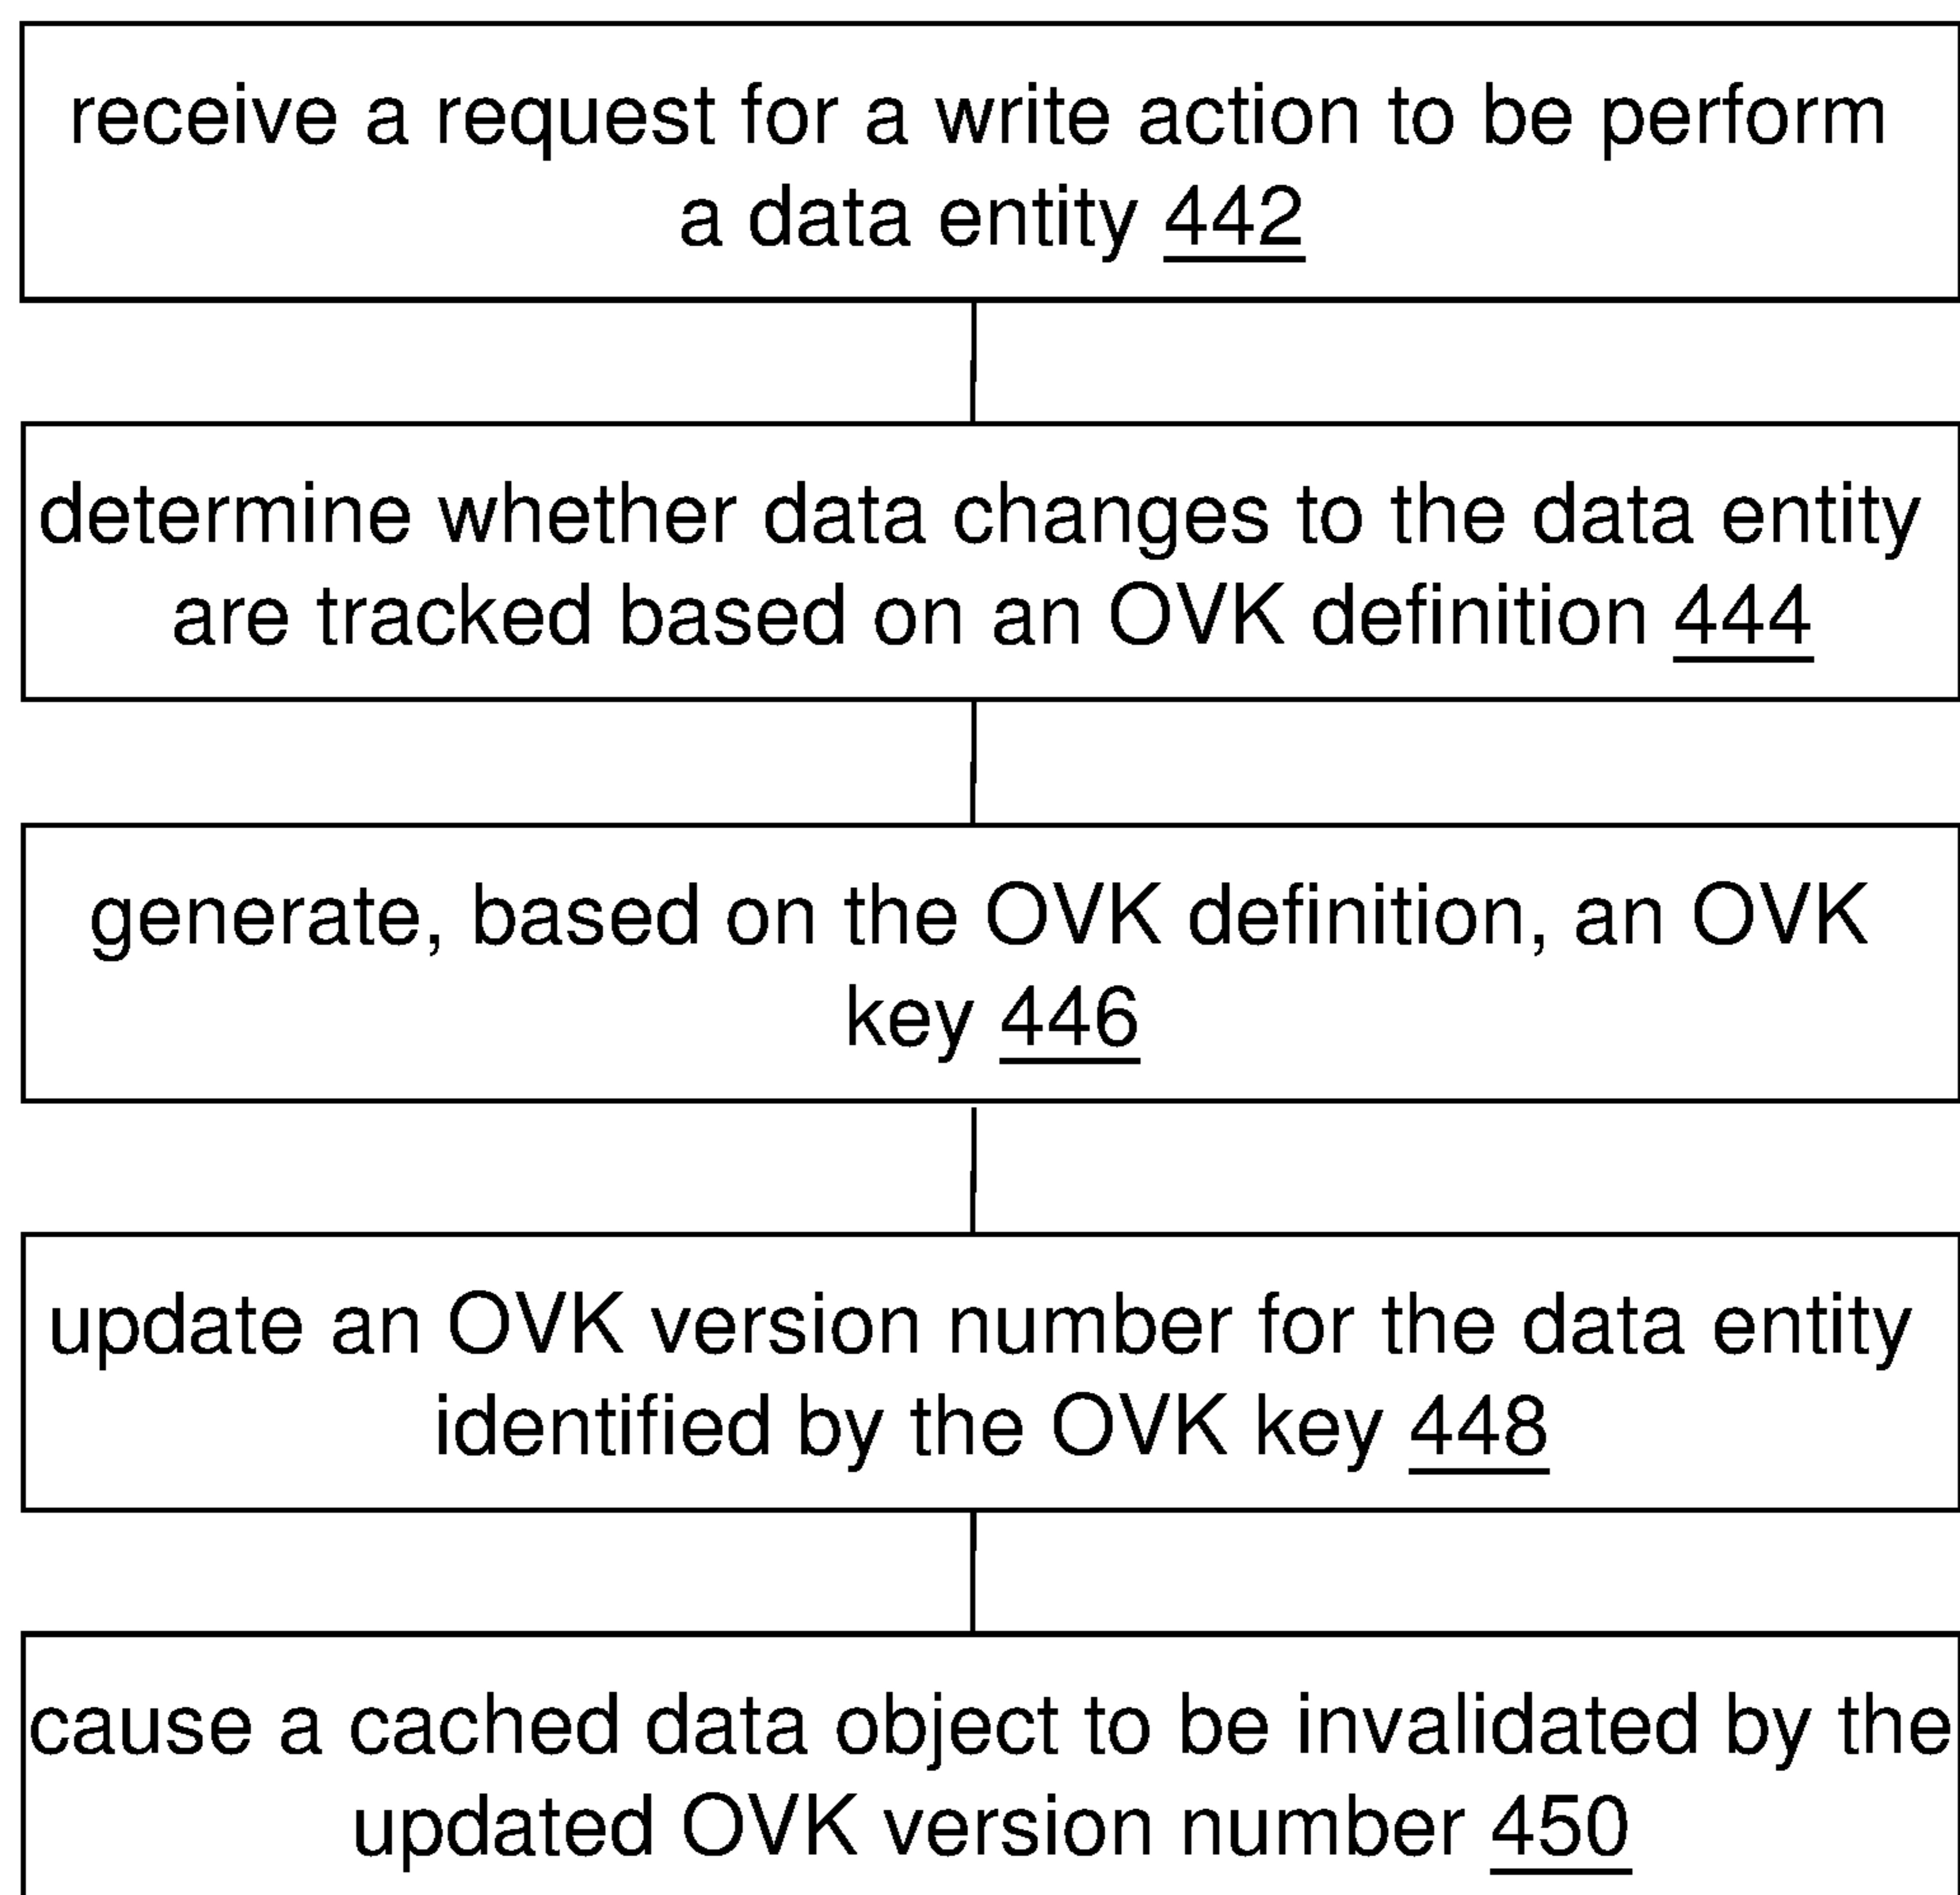 receive a request for a write action to be perform
a data entity 442
determine whether data changes to the data entity
are tracked based on an OVK definition 444
generate, based on the OVK definition, an OVK
key 446
update an OVK version number for the data entity
identified by the OVK key 448
cause a cached data object to be invalidated by the
updated OVK version number 450